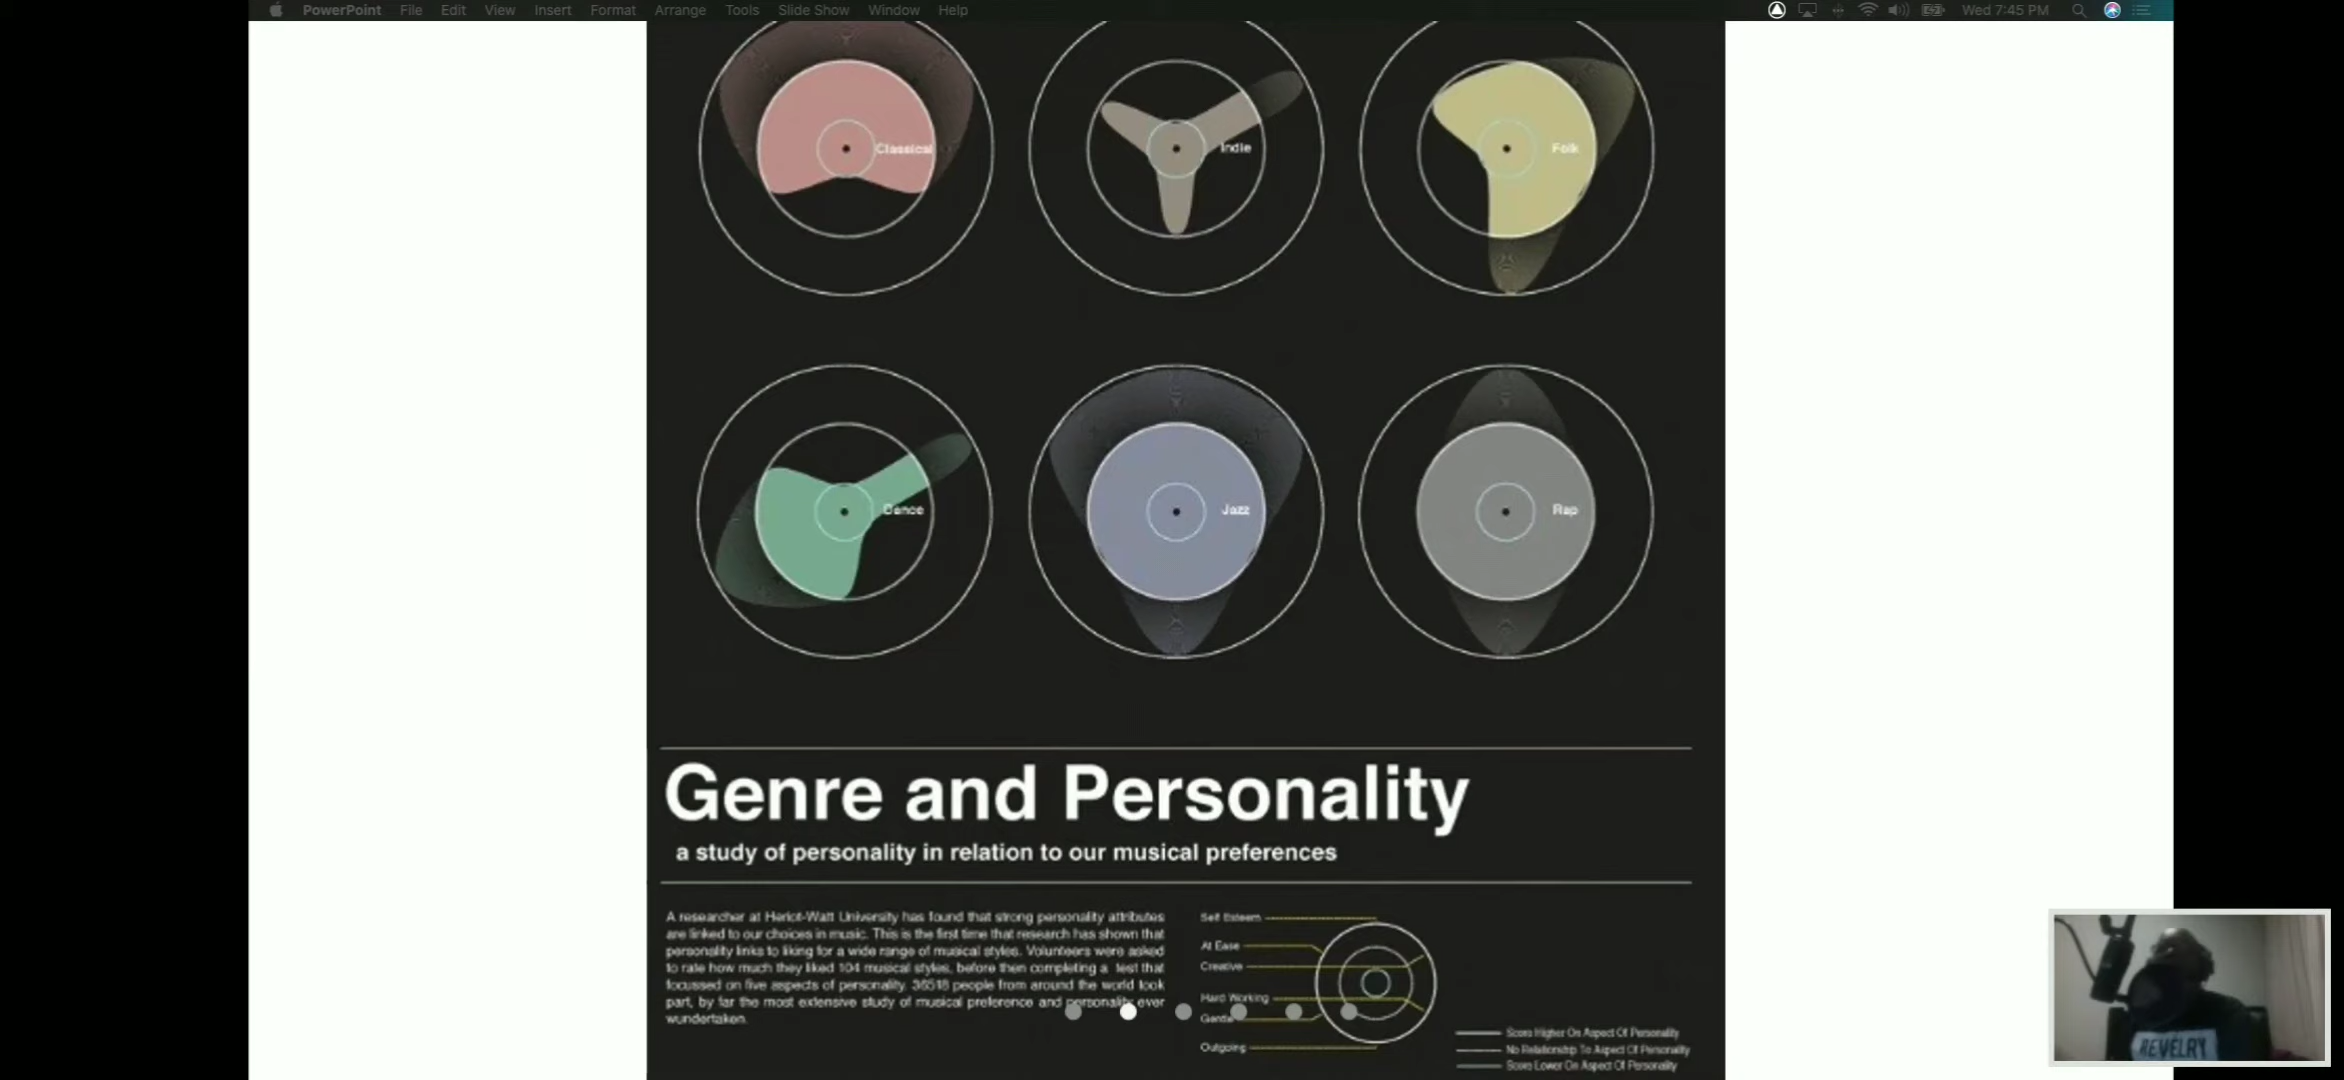 PowerPoint File Edit View Insert Format Arrange Tools Slide Show Window Help Wed 7:45 PM
Classical Indie Folk
Dance Jazz Rap
Genre and Personality
a study of personality in relation to our musical preferences
A researcher at Heriot-Watt University has found that strong personality attributes
are linked to our choices in music. This is the first time that research has shown that
personality links to liking for a wide range of musical styles. Volunteers were asked
to rate how much they liked 104 musical styles, before then completing a test that
focussed on five aspects of personality. 36518 people from around the world took
part, by far the most extensive study of musical preference and personality ever
wundertaken.
Self Esteem
At Ease
Creative
Hard Working
Gentle
Outgoing
Score Higher On Aspect Of Personality
No Relationship To Aspect Of Personality
Score Lower On Aspect Of Personality
REVELRY